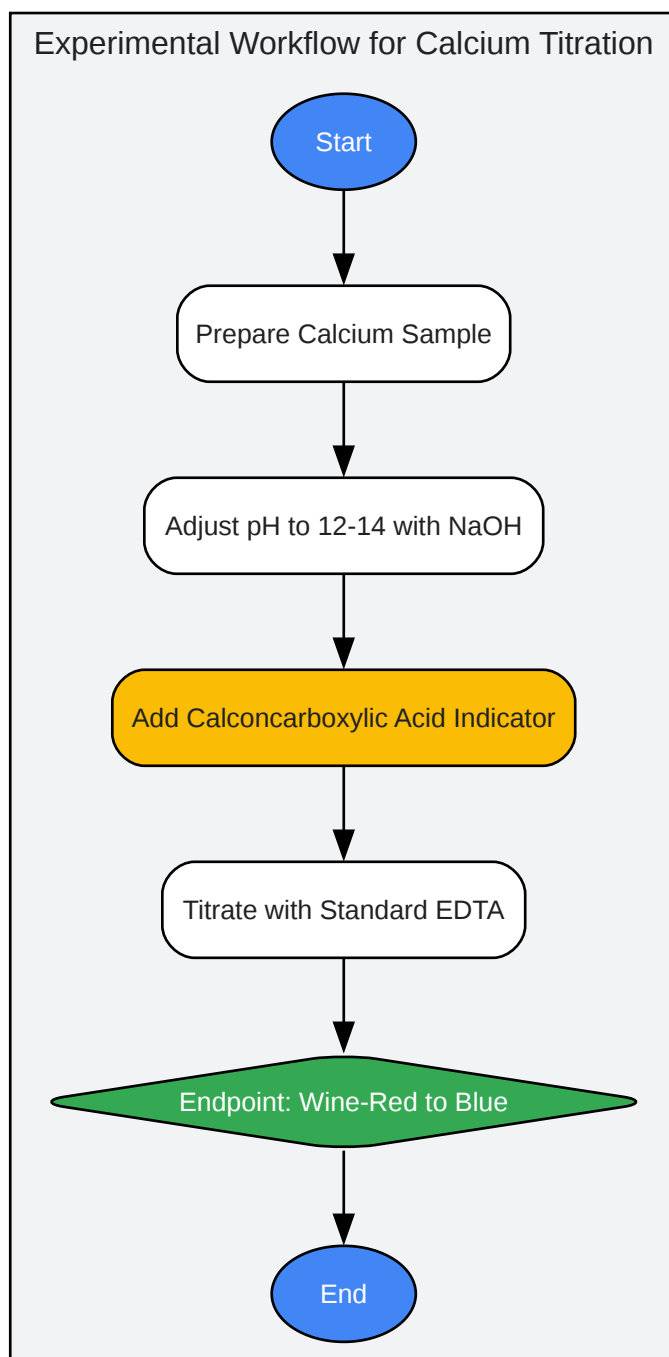 Experimental Workflow for Calcium Titration
Start
Prepare Calcium Sample
Adjust pH to 12-14 with NaOH
Add Calconcarboxylic Acid Indicator
Titrate with Standard EDTA
Endpoint: Wine-Red to Blue
End